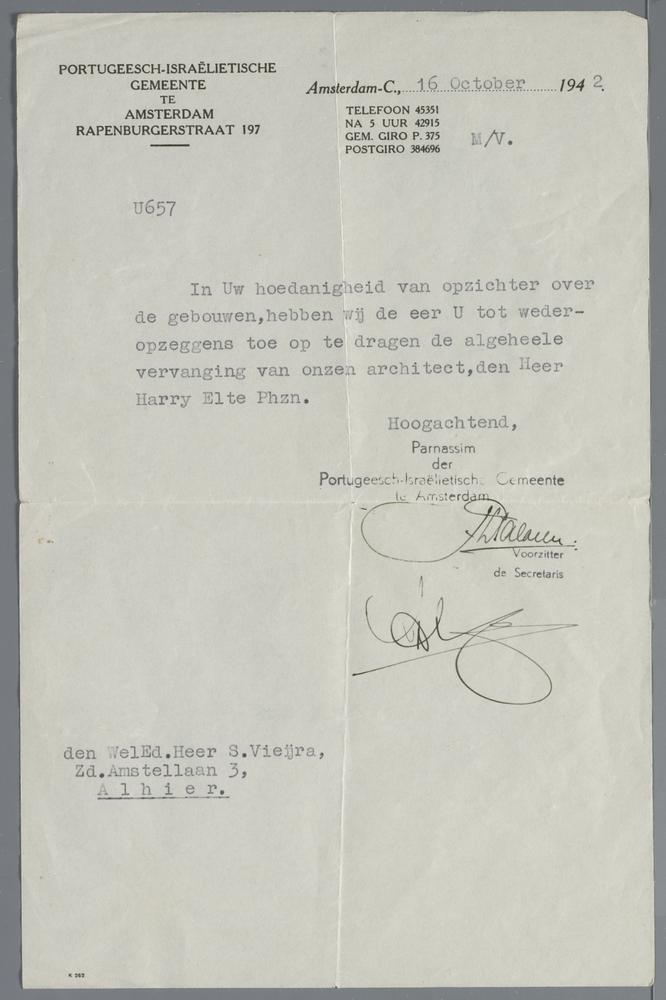 PORTUGEESCH-ISRAËLIETISCHE
GEMEENTE
TE
AMSTERDAM
RAPENBURGERSTRAAT 197
Amsterdam-C., 16 October 1942.
TELEFOON 45351
NA 5 UUR 42915
GEM. GIRO P. 375
POSTGIRO 384696
M/V.
U657
In Uw hoedanigheid van opzichter over
de gebouwen,hebben wij de eer U tot weder-
opzeggens toe op te dragen de algeheele
vervanging van onzen architect,den Heer
Harry Elte Phzn.
Hoogachtend,
Parnassim
der
Portugeesch-Israëlietische Gemeente
te Amsterdam
Voorzitter
de Secretaris
den WelEd.Heer S.Vieijra,
Zd.Amstellaan 3,
Alhier.
K 262